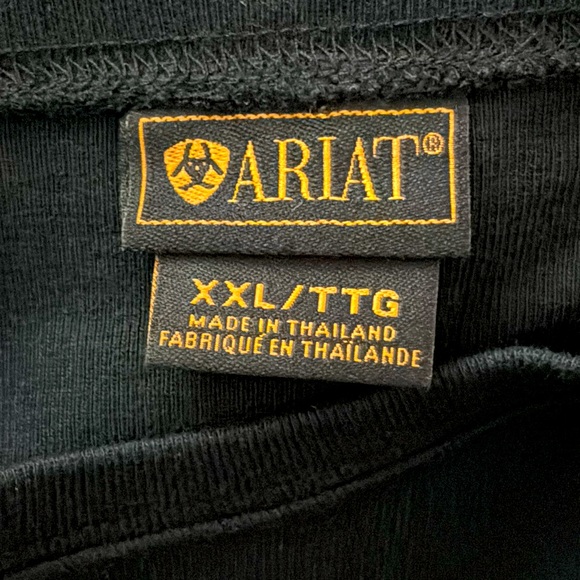 ARIAT®
XXL/TTG
MADE IN THAILAND
FABRIQUÉ EN THAÏLANDE